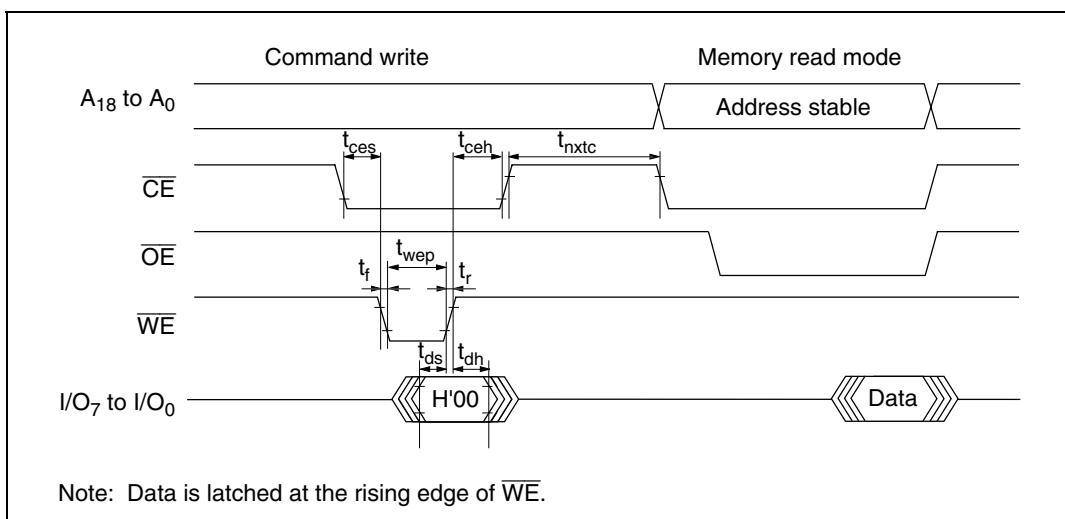 Command write Memory read mode
A18 to A0 Address stable
tces tceh tnxtc
CE
OE
tf twep tr
WE
tds tdh
I/O7 to I/O0 H'00 Data
Note: Data is latched at the rising edge of WE.